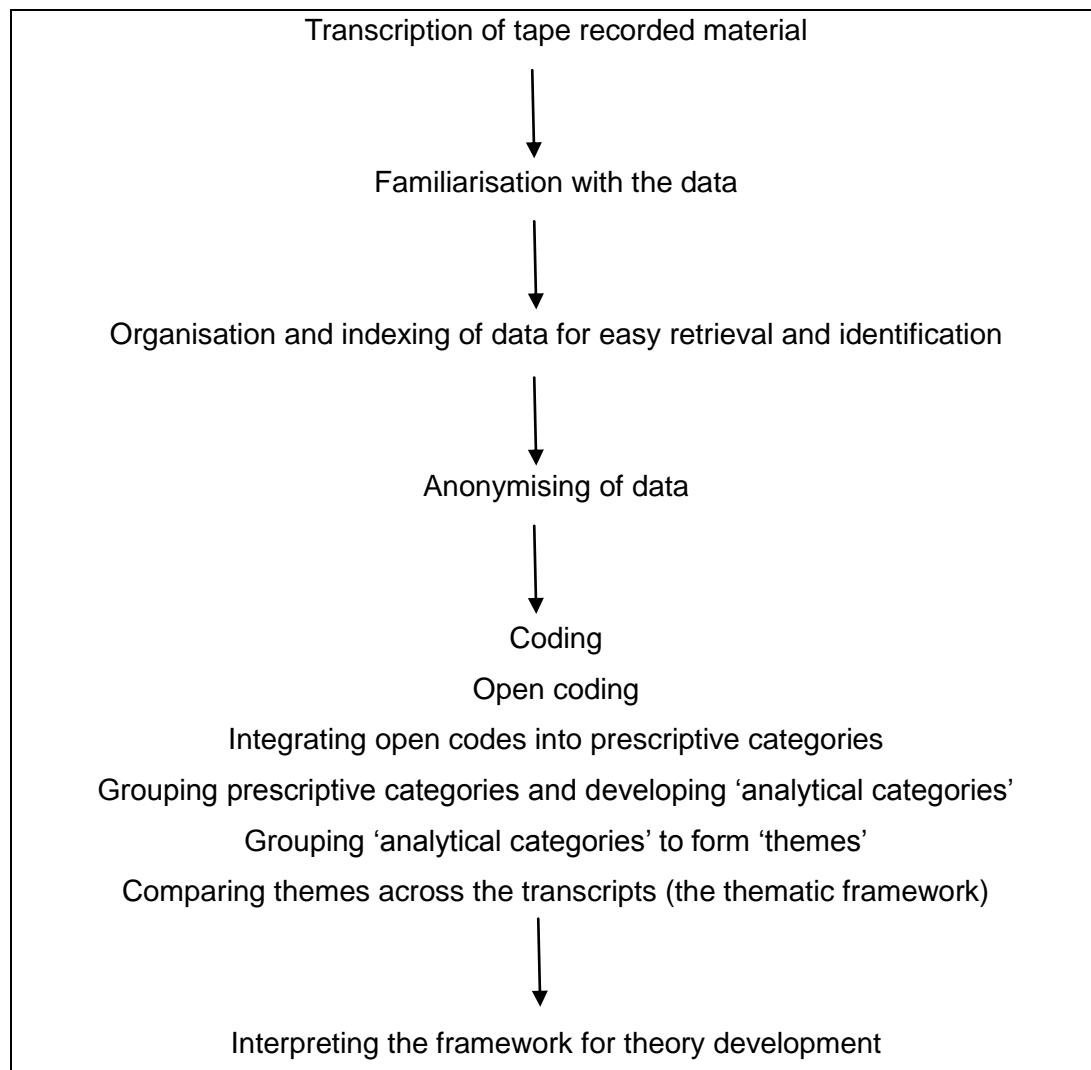 Transcription of tape recorded material
Familiarisation with the data
Organisation and indexing of data for easy retrieval and identification
Anonymising of data
Coding
Open coding
Integrating open codes into prescriptive categories
Grouping prescriptive categories and developing ‘analytical categories’
Grouping ‘analytical categories’ to form ‘themes’
Comparing themes across the transcripts (the thematic framework)
Interpreting the framework for theory development